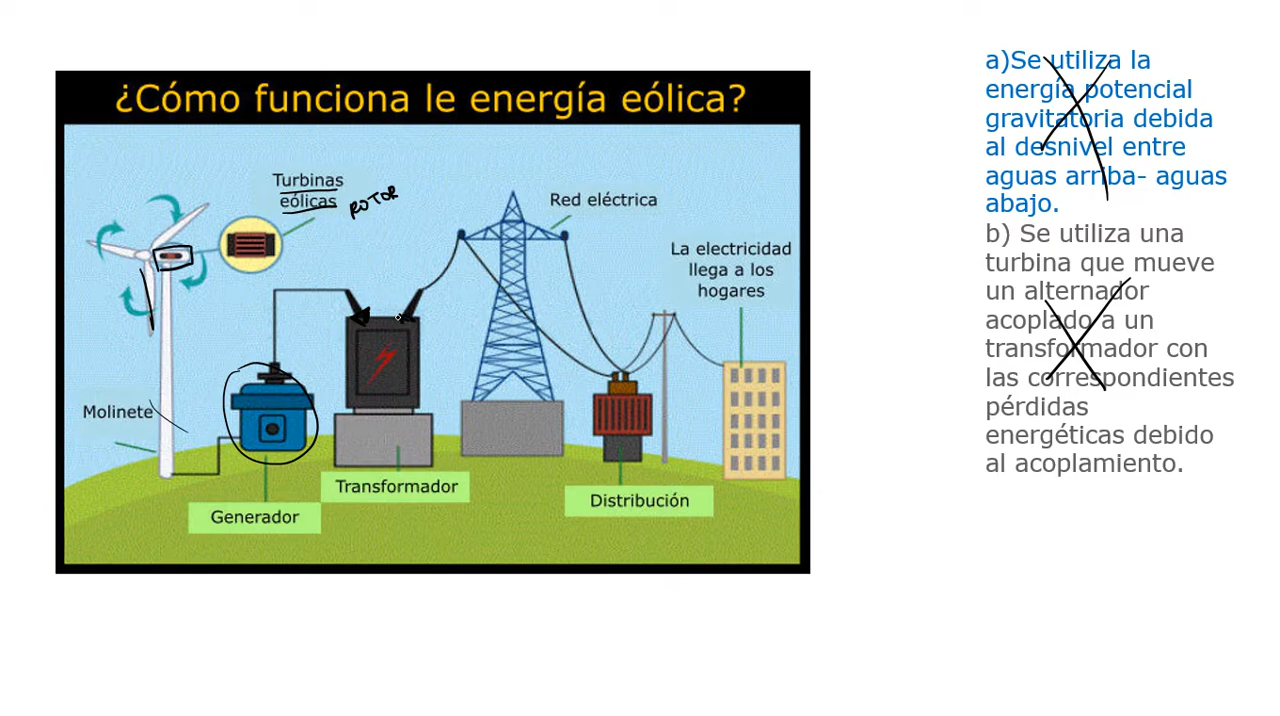 ¿Cómo funciona le energía eólica?
Turbinas
eólicas
ROTOR
Red eléctrica
La electricidad
llega a los
hogares
Molinete
Transformador
Distribución
Generador
a)Se utiliza la
energía potencial
gravitatoria debida
al desnivel entre
aguas arriba- aguas
abajo.
b) Se utiliza una
turbina que mueve
un alternador
acoplado a un
transformador con
las correspondientes
pérdidas
energéticas debido
al acoplamiento.